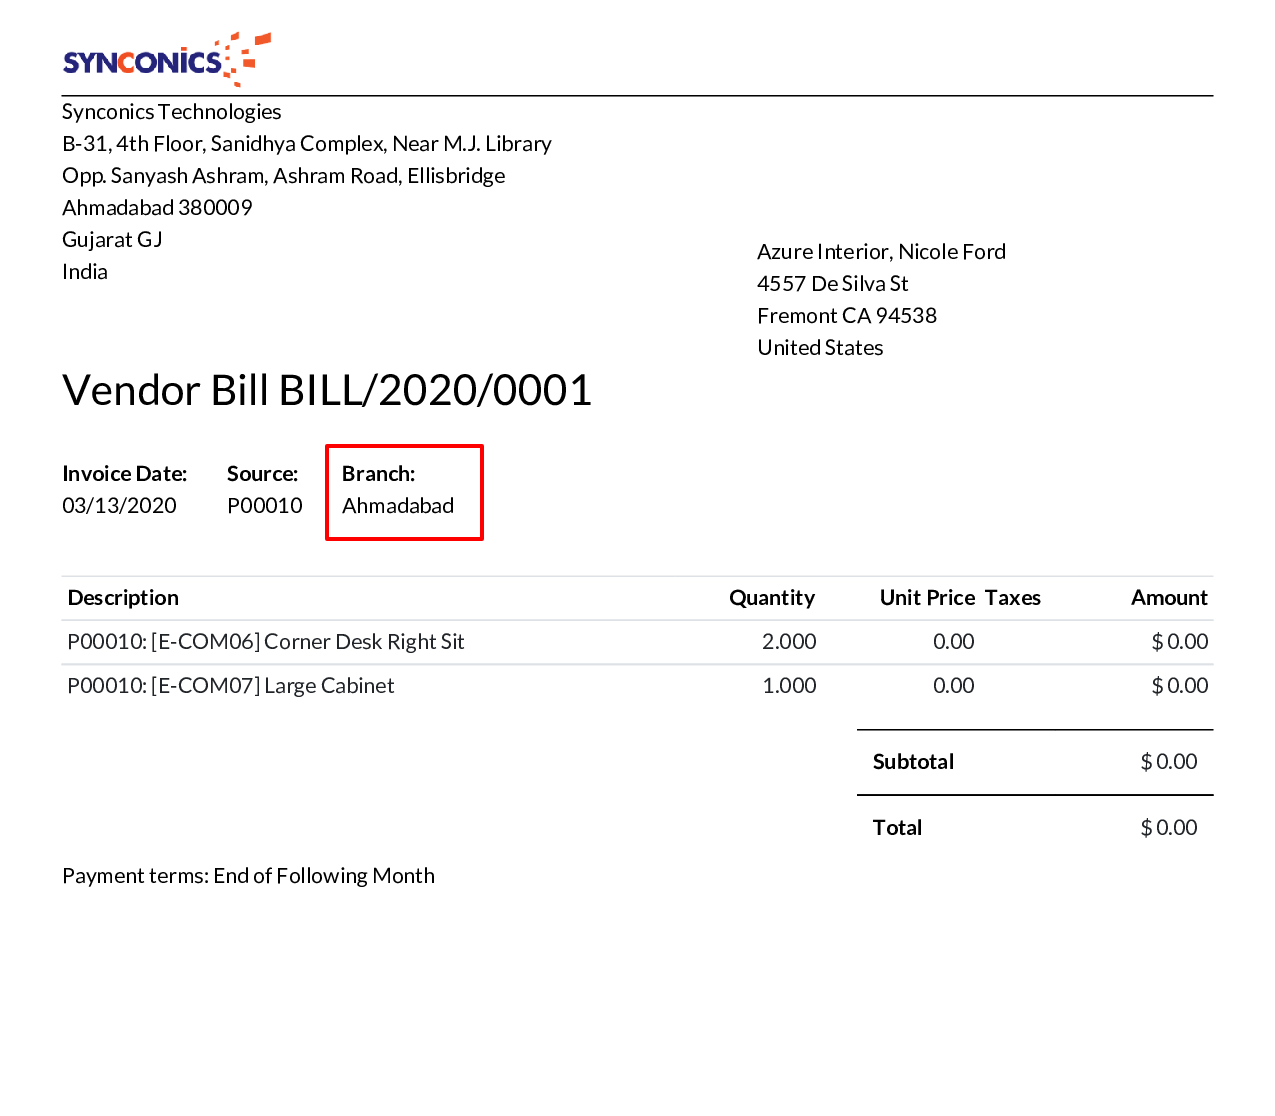 SYNCONICS
Synconics Technologies
B-31, 4th Floor, Sanidhya Complex, Near M.J. Library
Opp. Sanyash Ashram, Ashram Road, Ellisbridge
Ahmadabad 380009
Gujarat GJ
India
Azure Interior, Nicole Ford
4557 De Silva St
Fremont CA 94538
United States
Vendor Bill BILL/2020/0001
Invoice Date: Source: Branch:
03/13/2020 P00010 Ahmadabad
Description Quantity Unit Price Taxes Amount
P00010: [E-COM06] Corner Desk Right Sit 2.000 0.00 $ 0.00
P00010: [E-COM07] Large Cabinet 1.000 0.00 $ 0.00
Subtotal $ 0.00
Total $ 0.00
Payment terms: End of Following Month